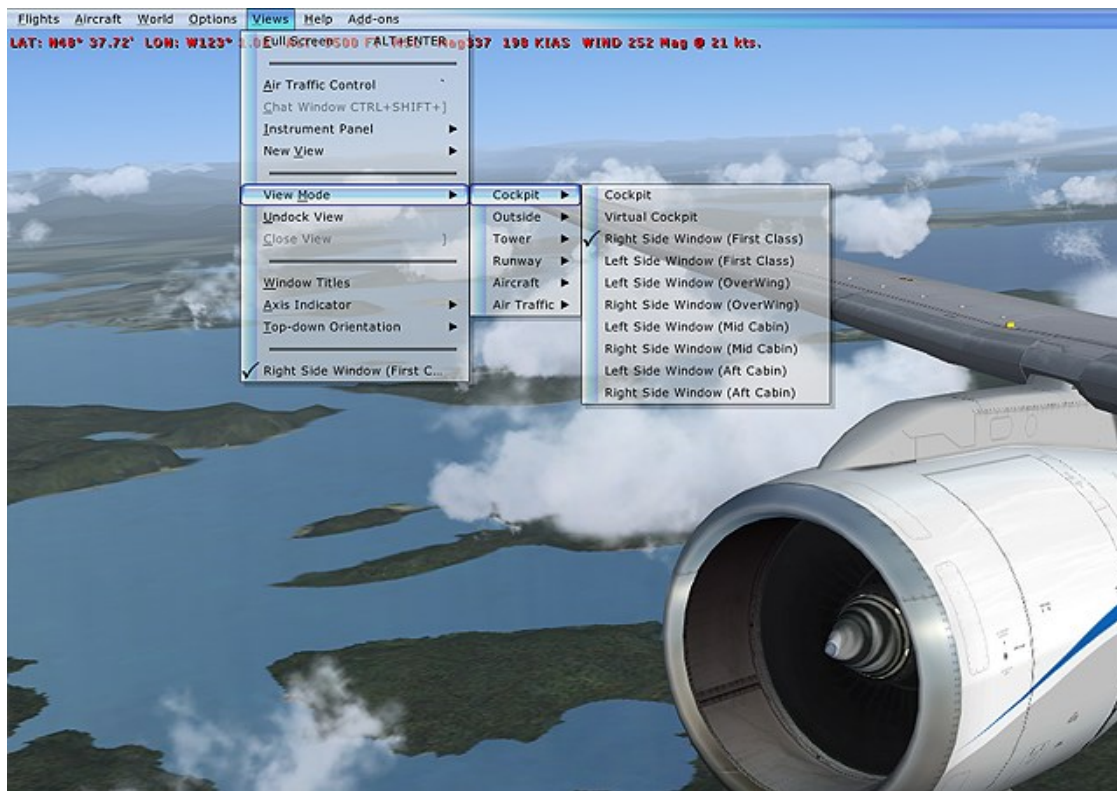 Flights Aircraft World Options Views Help Add-ons
LAT: N48° 37.72' LON: W123° 337 198 KIAS WIND 252 Mag @ 21 kts.
Full Screen ALT+ENTER
Air Traffic Control `
Chat Window CTRL+SHIFT+]
Instrument Panel
New View
View Mode
Undock View
Close View ]
Window Titles
Axis Indicator
Top-down Orientation
Right Side Window (First C...
Cockpit
Outside
Tower
Runway
Aircraft
Air Traffic
Cockpit
Virtual Cockpit
Right Side Window (First Class)
Left Side Window (First Class)
Left Side Window (OverWing)
Right Side Window (OverWing)
Left Side Window (Mid Cabin)
Right Side Window (Mid Cabin)
Left Side Window (Aft Cabin)
Right Side Window (Aft Cabin)